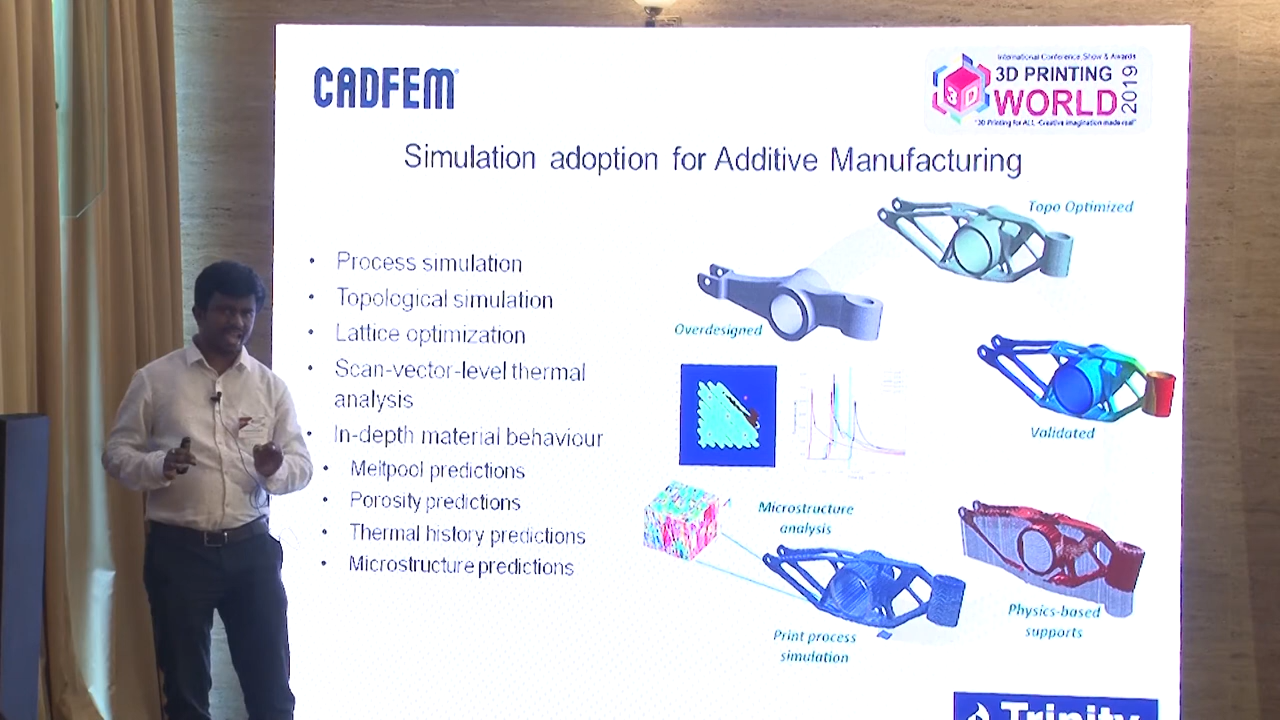 CADFEM
International Conference, Show & Awards
3D PRINTING
WORLD
2019
3D
"3D Printing for ALL -Creative imagination made real"
Simulation adoption for Additive Manufacturing
• Process simulation
• Topological simulation
• Lattice optimization
• Scan-vector-level thermal
analysis
• In-depth material behaviour
• Meltpool predictions
• Porosity predictions
• Thermal history predictions
• Microstructure predictions
Topo Optimized
Overdesigned
Validated
Microstructure
analysis
Physics-based
supports
Print process
simulation
Trinity